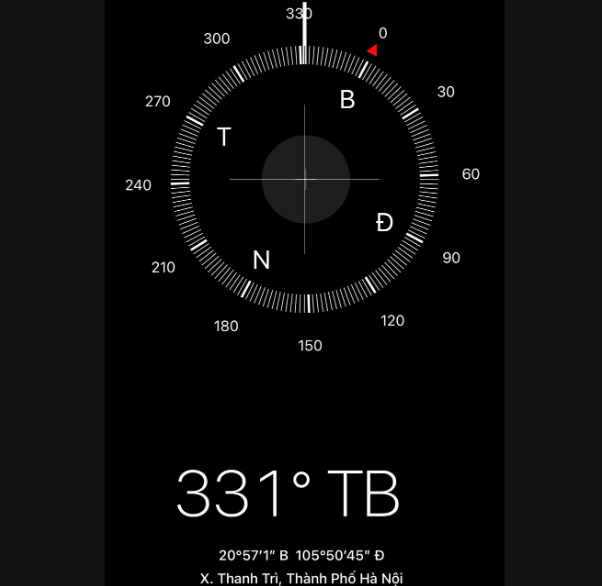 330
300 0
B
270 30
T
240 60
Đ
210 90
N
180 120
150
331° TB
20°57'1" B 105°50'45" Đ
X. Thanh Trì, Thành Phố Hà Nội